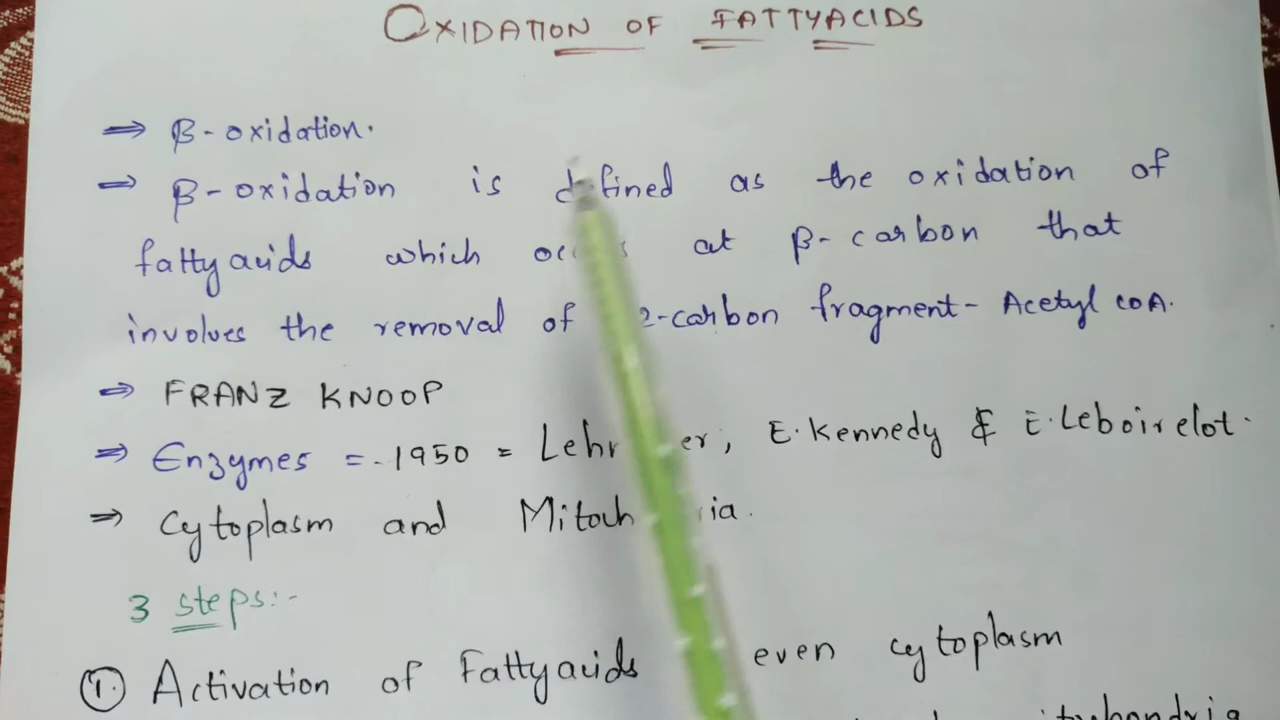 OXIDATION OF FATTYACIDS
⇒ β-oxidation.
⇒ β-oxidation is defined as the oxidation of
fattyacids which at β-carbon that
involves the removal of 2-carbon fragment- Acetyl coA.
⇒ FRANZ KNOOP
⇒ Enzymes = -1950 = E. Kennedy & E. Leboirelot.
⇒ Cytoplasm and
3 steps:-
① Activation of Fattyacids even cytoplasm